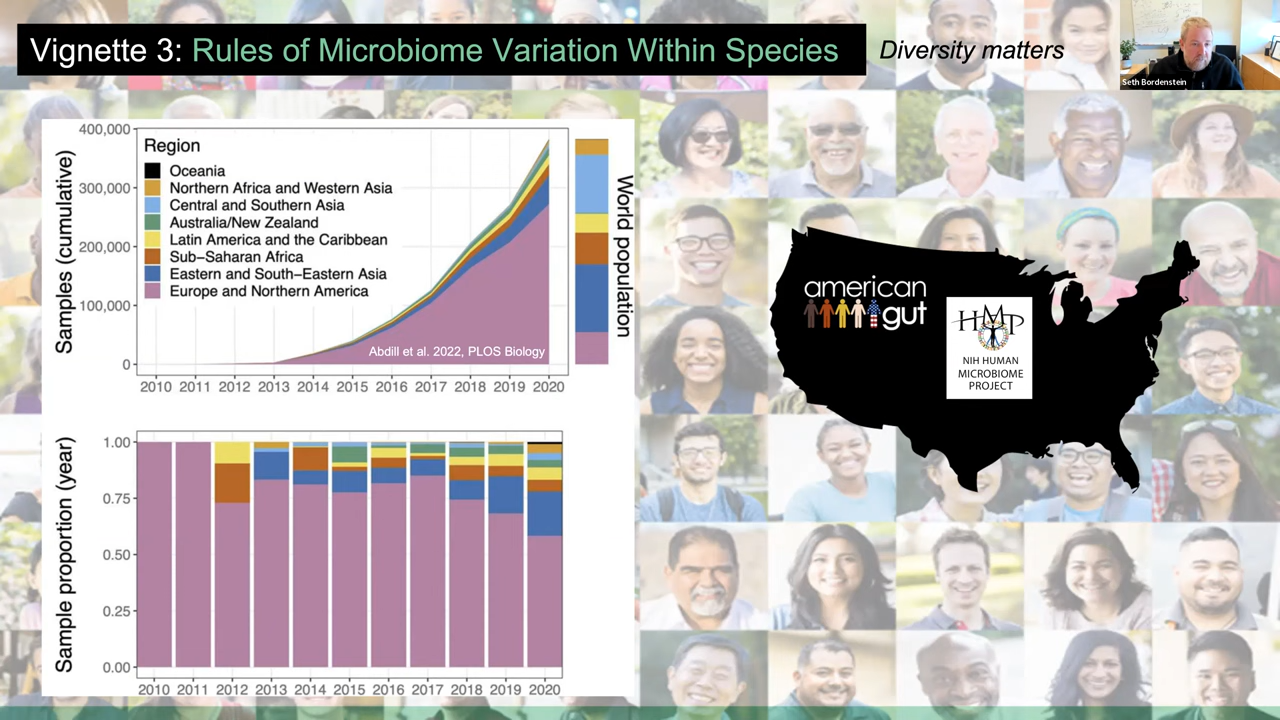 Vignette 3: Rules of Microbiome Variation Within Species
Diversity matters
Seth Bordenstein
Samples (cumulative)
400,000
300,000
200,000
100,000
0
Region
Oceania
Northern Africa and Western Asia
Central and Southern Asia
Australia/New Zealand
Latin America and the Caribbean
Sub−Saharan Africa
Eastern and South−Eastern Asia
Europe and Northern America
Abdill et al. 2022, PLOS Biology
2010 2011 2012 2013 2014 2015 2016 2017 2018 2019 2020
World population
Sample proportion (year)
1.00
0.75
0.50
0.25
0.00
2010 2011 2012 2013 2014 2015 2016 2017 2018 2019 2020
american
gut
HMP
NIH HUMAN
MICROBIOME
PROJECT